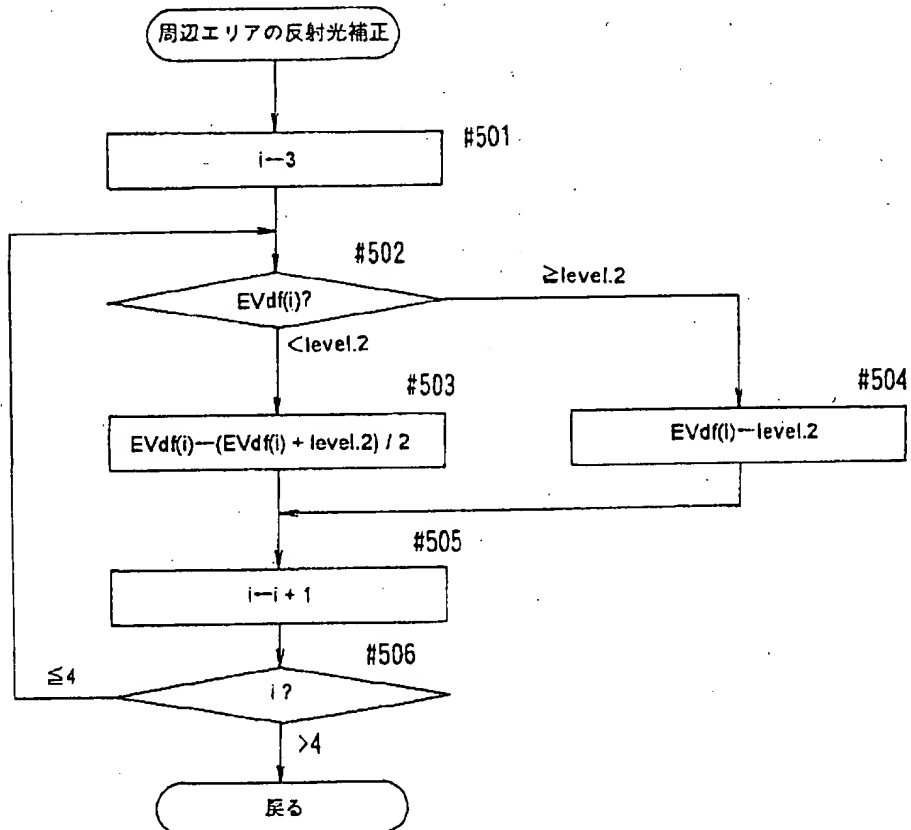 周辺エリアの反射光補正
#501
i←3
#502
EVdf(i)?
≧level.2
<level.2
#503
EVdf(i)←(EVdf(i) + level.2) / 2
#504
EVdf(i)←level.2
#505
i←i + 1
#506
i ?
≦4
>4
戻る